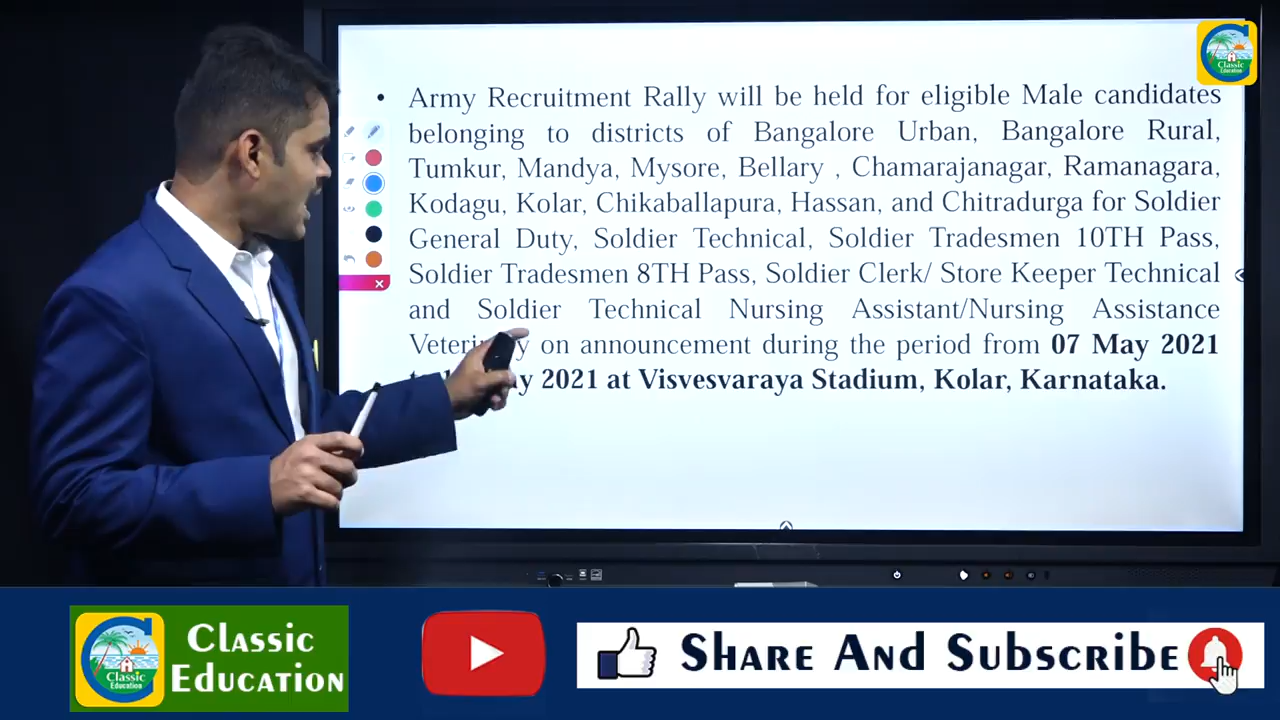 Classic
Education
• Army Recruitment Rally will be held for eligible Male candidates
belonging to districts of Bangalore Urban, Bangalore Rural,
Tumkur, Mandya, Mysore, Bellary , Chamarajanagar, Ramanagara,
Kodagu, Kolar, Chikaballapura, Hassan, and Chitradurga for Soldier
General Duty, Soldier Technical, Soldier Tradesmen 10TH Pass,
Soldier Tradesmen 8TH Pass, Soldier Clerk/ Store Keeper Technical
and Soldier Technical Nursing Assistant/Nursing Assistance
on announcement during the period from 07 May 2021
2021 at Visvesvaraya Stadium, Kolar, Karnataka.
Classic
Education
Classic
Education
Share And Subscribe